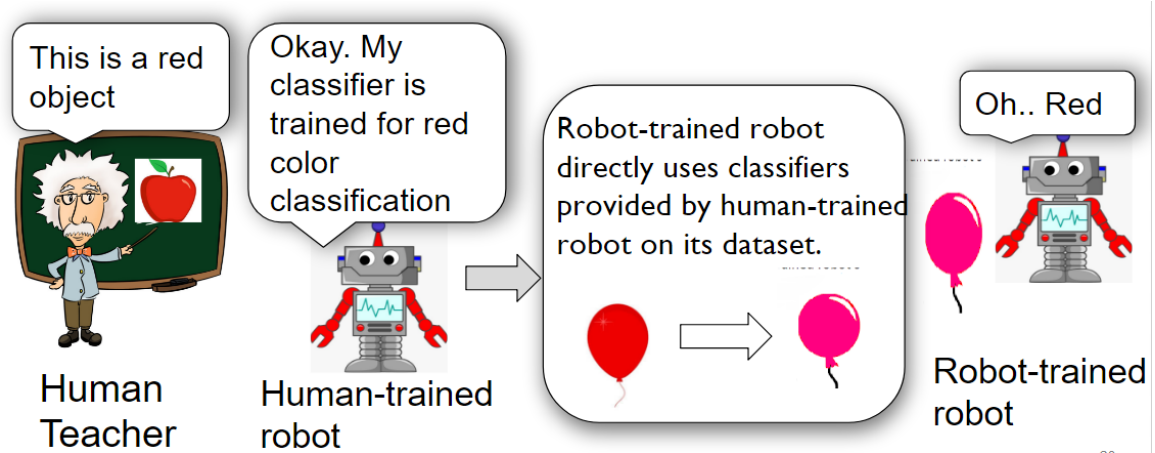 This is a red
object
Okay. My
classifier is
trained for red
color
classification
Robot-trained robot
directly uses classifiers
provided by human-trained
robot on its dataset.
Oh.. Red
Human
Teacher
Human-trained
robot
Robot-trained
robot